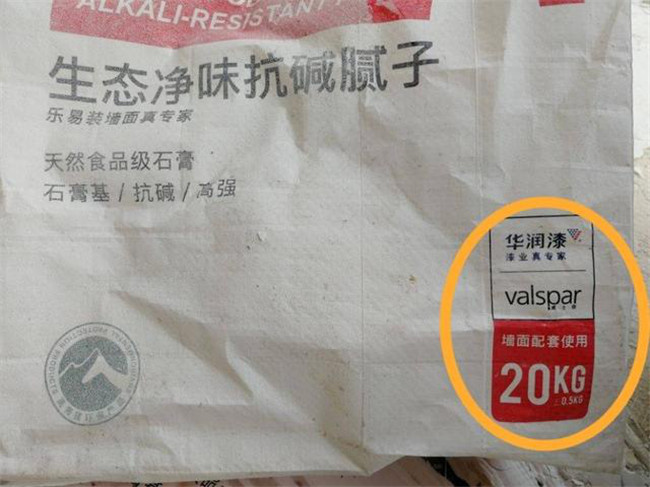 ALKALI-RESISTANT
生态净味抗碱腻子
乐易装墙面真专家
天然食品级石膏
石膏基/抗碱/高强
华润漆
漆业真专家
valspar
墙面配套使用
20KG
±0.5KG